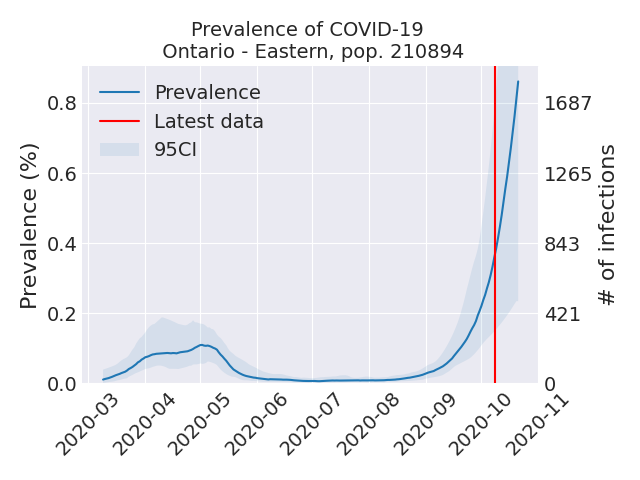 Prevalence of COVID-19
Ontario - Eastern, pop. 210894
Prevalence
Latest data
95CI
Prevalence (%)
0.8
0.6
0.4
0.2
0.0
1687
1265
843
421
0
# of infections
2020-03
2020-04
2020-05
2020-06
2020-07
2020-08
2020-09
2020-10
2020-11